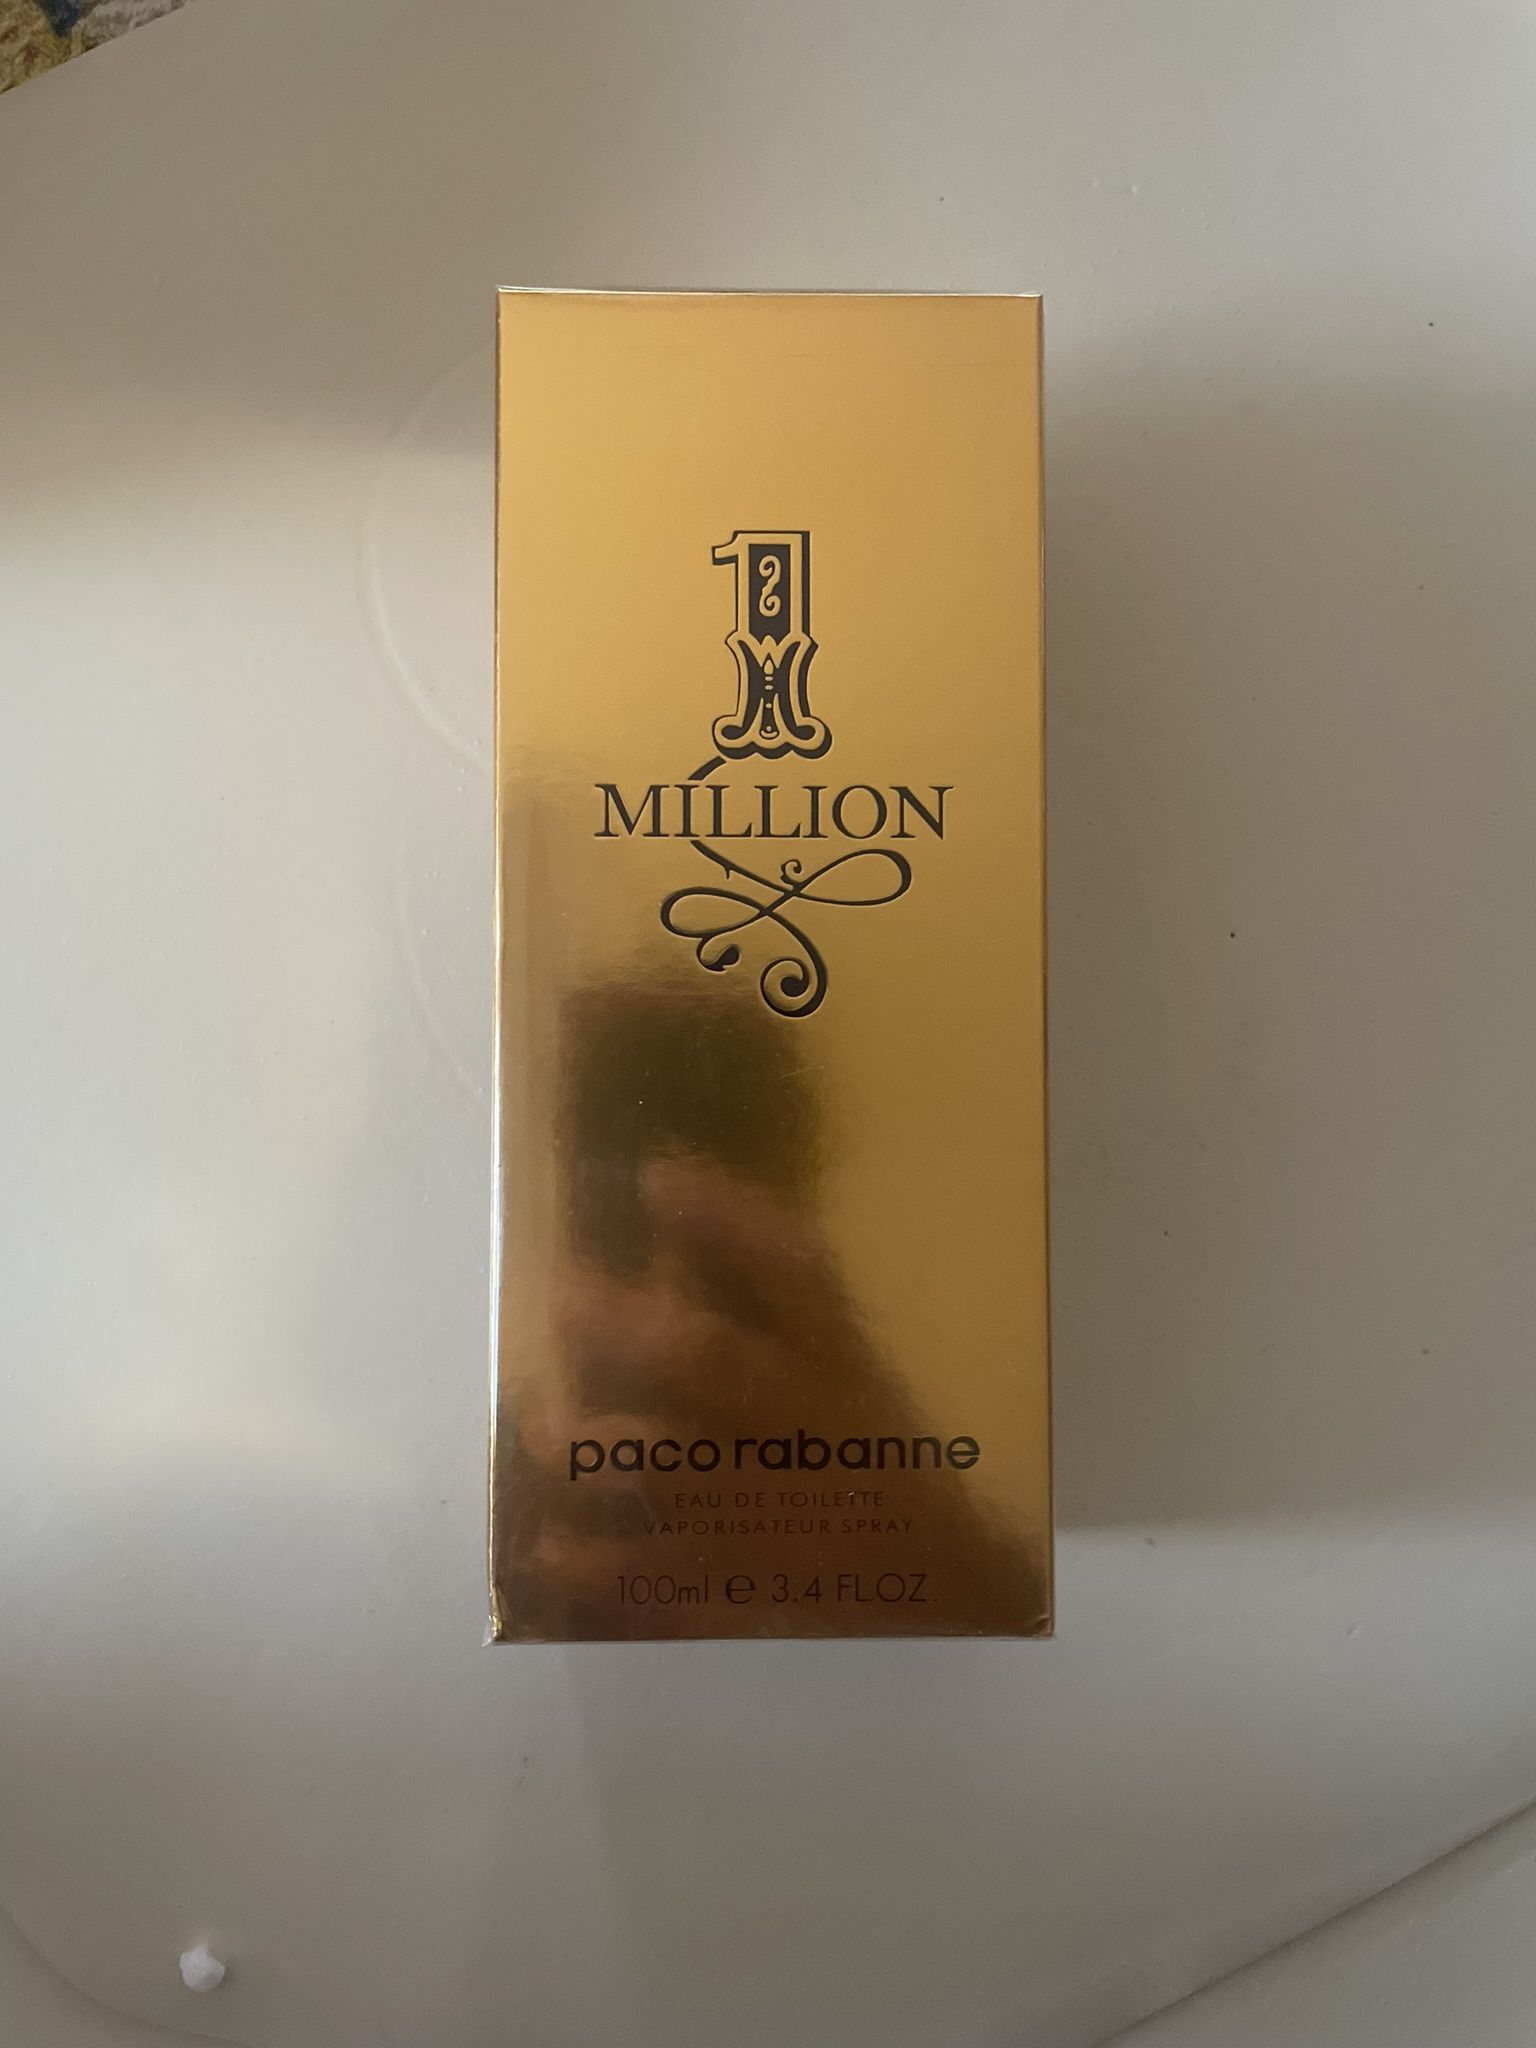 1
MILLION
paco rabanne
EAU DE TOILETTE
VAPORISATEUR SPRAY
100ml ℮ 3.4 FL.OZ.